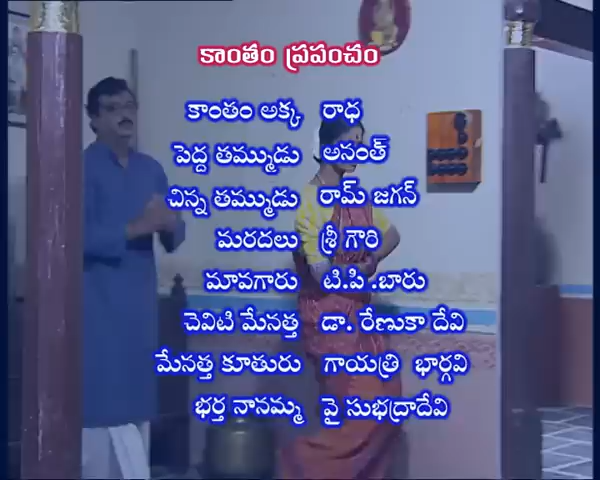 కాంతం ప్రపంచం
కాంతం అక్క రాధ
పెద్ద తమ్ముడు అనంత్
చిన్న తమ్ముడు రామ్ జగన్
మరదలు శ్రీ గౌరి
మావగారు టి.పి .బారు
చెవిటి మేనత్త డా. రేణుకా దేవి
మేనత్త కూతురు గాయత్రి భార్గవి
భర్త నానమ్మ వై సుభద్రాదేవి